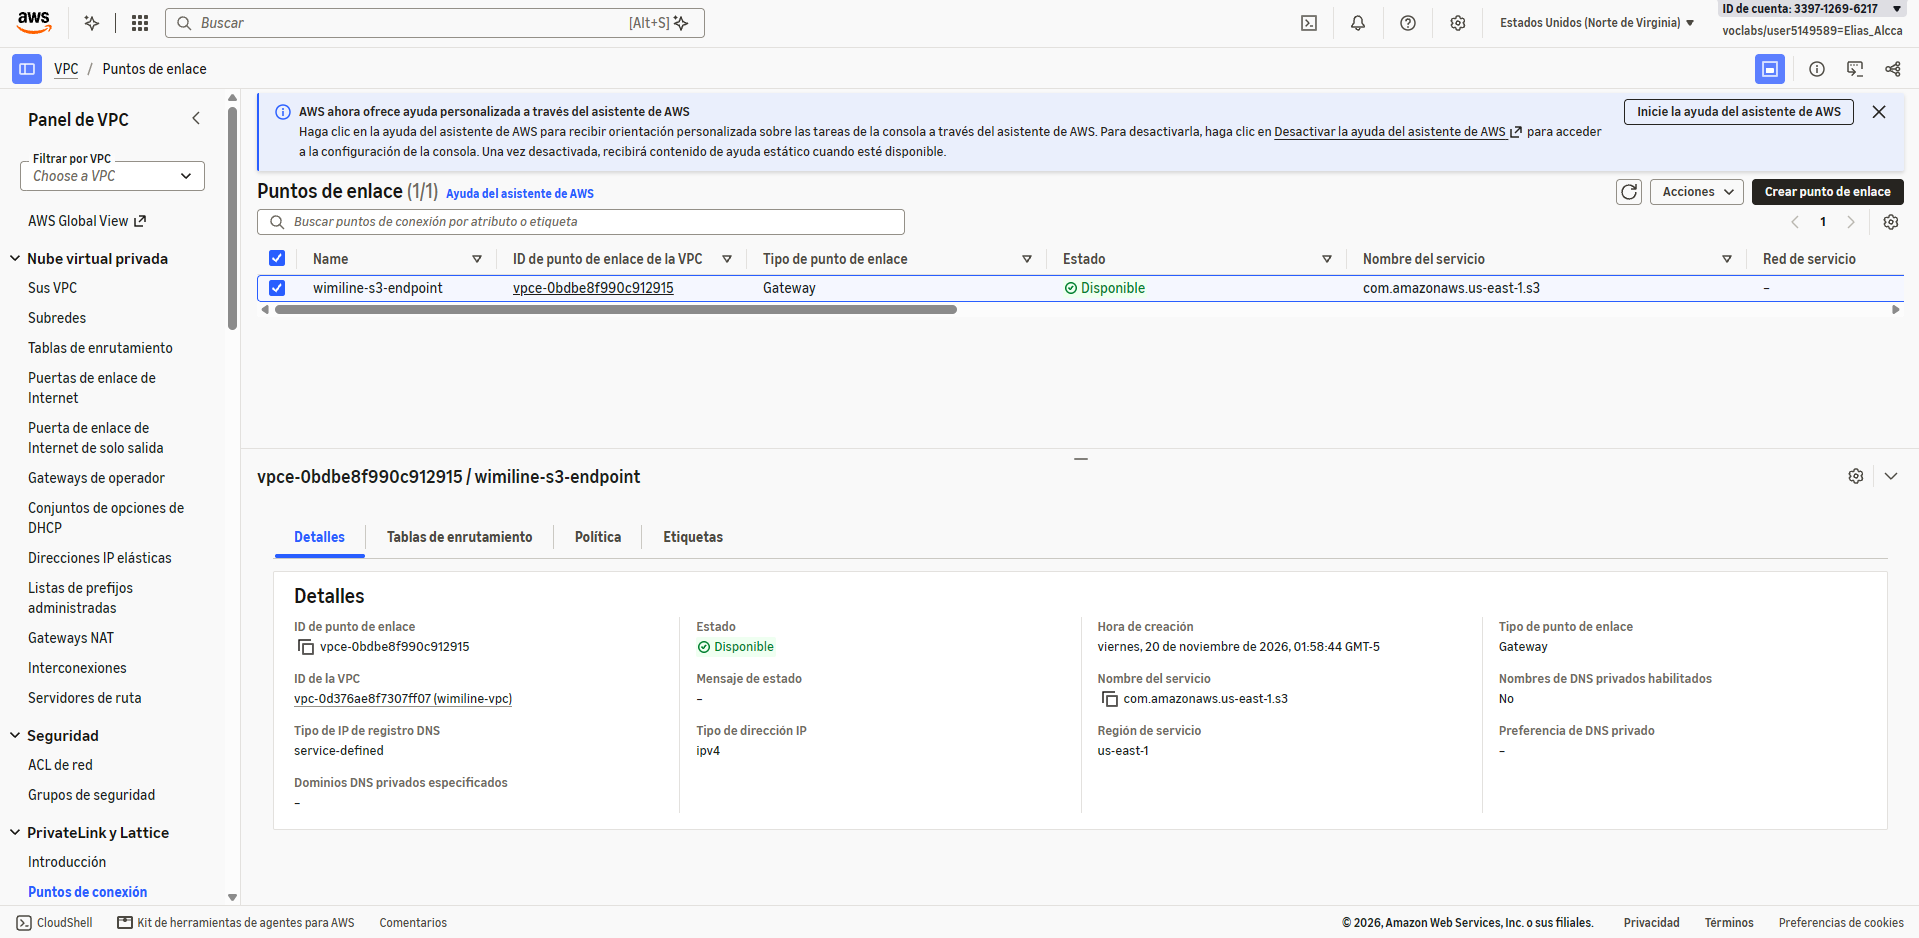 aws
Buscar
[Alt+S]
Estados Unidos (Norte de Virginia)
ID de cuenta: 3397-1269-6217
voclabs/user5149589=Elias_Alcca
VPC / Puntos de enlace
Panel de VPC
Filtrar por VPC
Choose a VPC
AWS Global View
Nube virtual privada
Sus VPC
Subredes
Tablas de enrutamiento
Puertas de enlace de
Internet
Puerta de enlace de
Internet de solo salida
Gateways de operador
Conjuntos de opciones de
DHCP
Direcciones IP elásticas
Listas de prefijos
administradas
Gateways NAT
Interconexiones
Servidores de ruta
Seguridad
ACL de red
Grupos de seguridad
PrivateLink y Lattice
Introducción
Puntos de conexión
AWS ahora ofrece ayuda personalizada a través del asistente de AWS
Haga clic en la ayuda del asistente de AWS para recibir orientación personalizada sobre las tareas de la consola a través del asistente de AWS. Para desactivarla, haga clic en Desactivar la ayuda del asistente de AWS para acceder
a la configuración de la consola. Una vez desactivada, recibirá contenido de ayuda estático cuando esté disponible.
Inicie la ayuda del asistente de AWS
Puntos de enlace (1/1) Ayuda del asistente de AWS
Acciones
Crear punto de enlace
Buscar puntos de conexión por atributo o etiqueta
1
Name ID de punto de enlace de la VPC Tipo de punto de enlace Estado Nombre del servicio Red de servicio
wimiline-s3-endpoint vpce-0bdbe8f990c912915 Gateway Disponible com.amazonaws.us-east-1.s3 –
vpce-0bdbe8f990c912915 / wimiline-s3-endpoint
Detalles Tablas de enrutamiento Política Etiquetas
Detalles
ID de punto de enlace
vpce-0bdbe8f990c912915
Estado
Disponible
Hora de creación
viernes, 20 de noviembre de 2026, 01:58:44 GMT-5
Tipo de punto de enlace
Gateway
ID de la VPC
vpc-0d376ae8f7307ff07 (wimiline-vpc)
Mensaje de estado
–
Nombre del servicio
com.amazonaws.us-east-1.s3
Nombres de DNS privados habilitados
No
Tipo de IP de registro DNS
service-defined
Tipo de dirección IP
ipv4
Región de servicio
us-east-1
Preferencia de DNS privado
–
Dominios DNS privados especificados
–
CloudShell Kit de herramientas de agentes para AWS Comentarios
© 2026, Amazon Web Services, Inc. o sus filiales. Privacidad Términos Preferencias de cookies